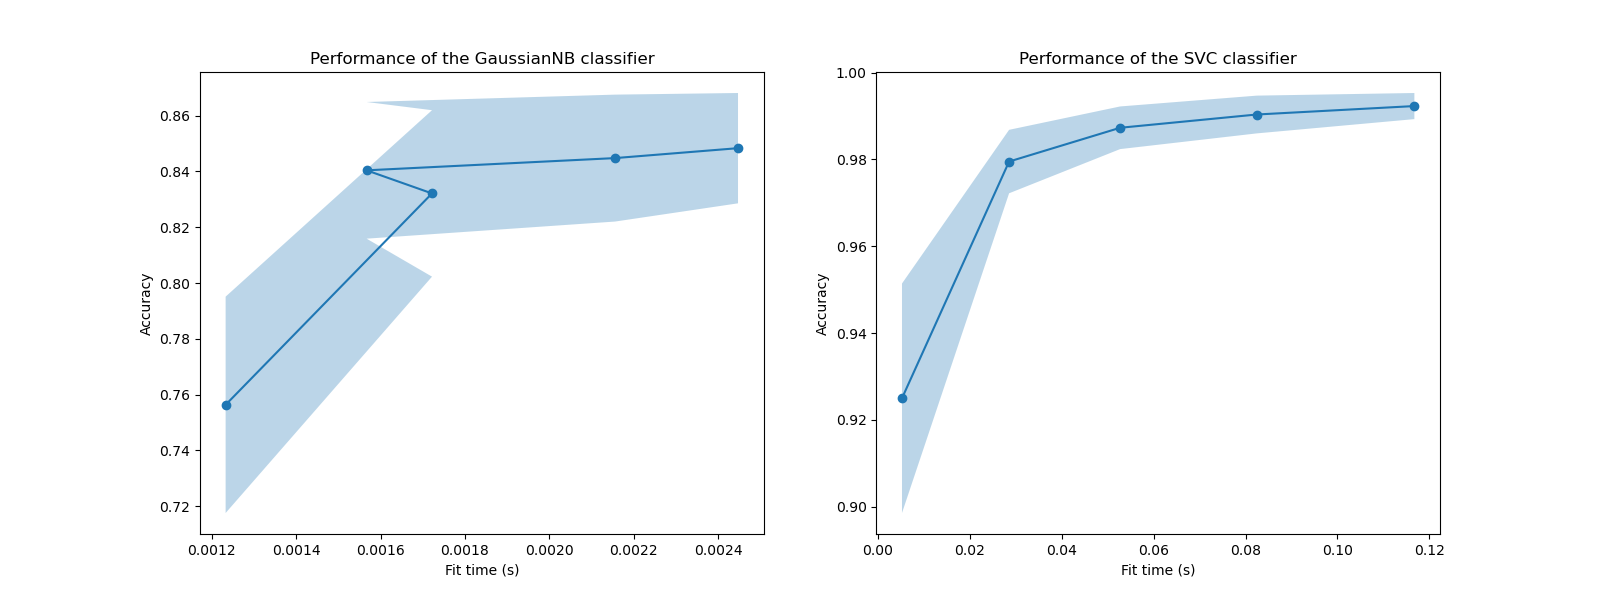 Performance of the GaussianNB classifier
Accuracy
0.86
0.84
0.82
0.80
0.78
0.76
0.74
0.72
0.0012 0.0014 0.0016 0.0018 0.0020 0.0022 0.0024
Fit time (s)
Performance of the SVC classifier
Accuracy
1.00
0.98
0.96
0.94
0.92
0.90
0.00 0.02 0.04 0.06 0.08 0.10 0.12
Fit time (s)